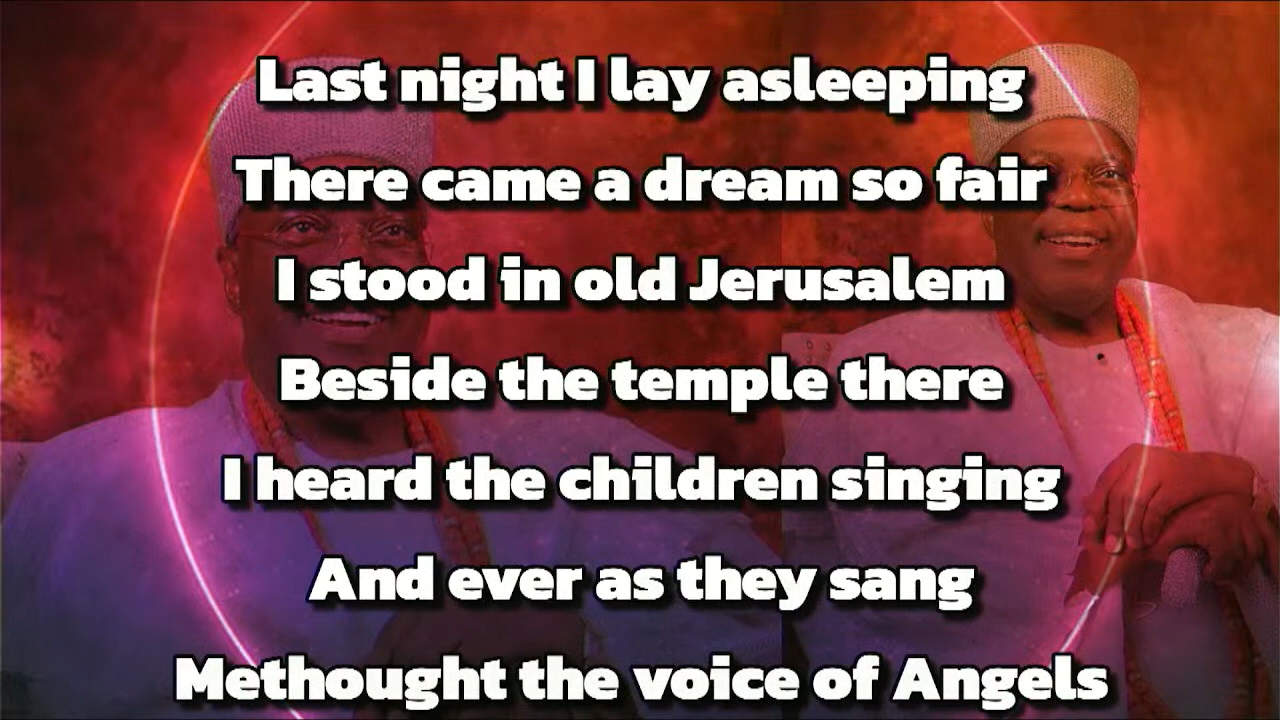 Last night I lay asleeping
There came a dream so fair
I stood in old Jerusalem
Beside the temple there
I heard the children singing
And ever as they sang
Methought the voice of Angels